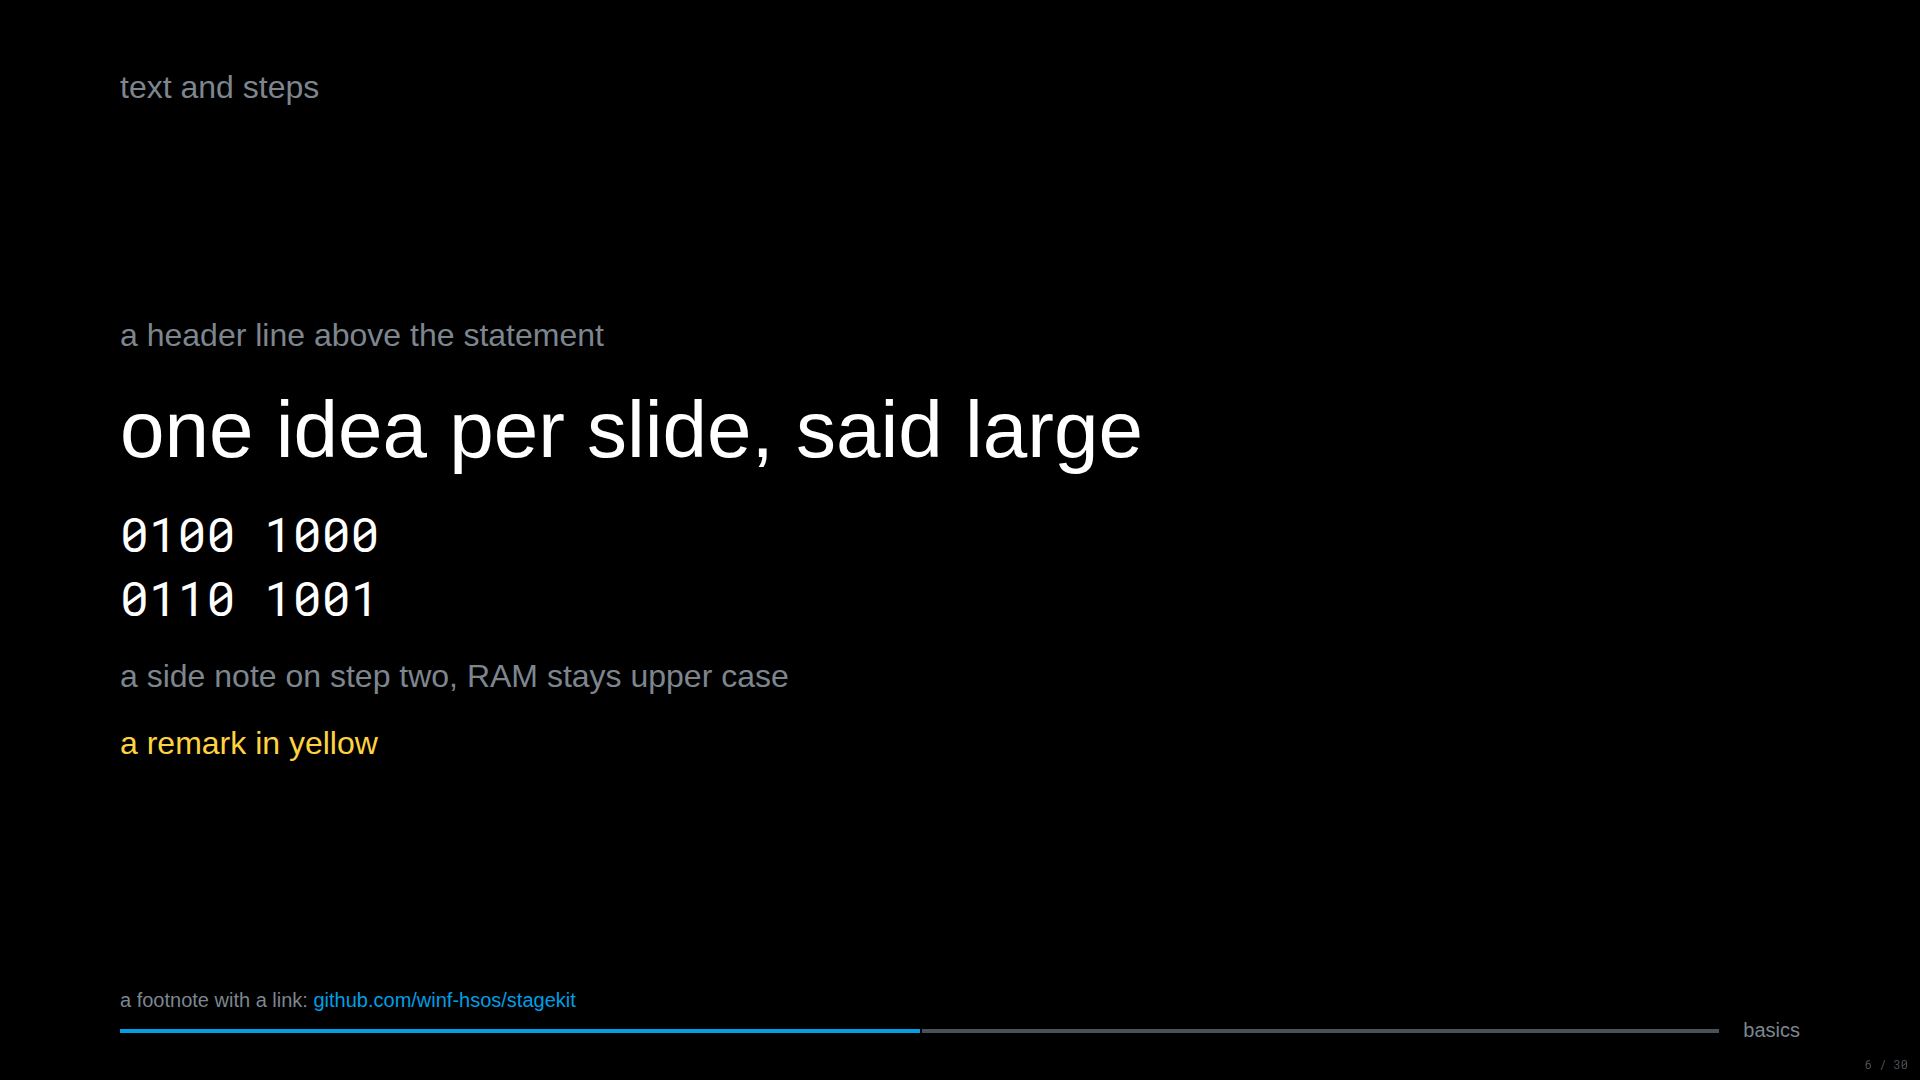 text and steps
a header line above the statement
one idea per slide, said large
0100 1000
0110 1001
a side note on step two, RAM stays upper case
a remark in yellow
a footnote with a link: github.com/winf-hsos/stagekit
basics
6 / 30